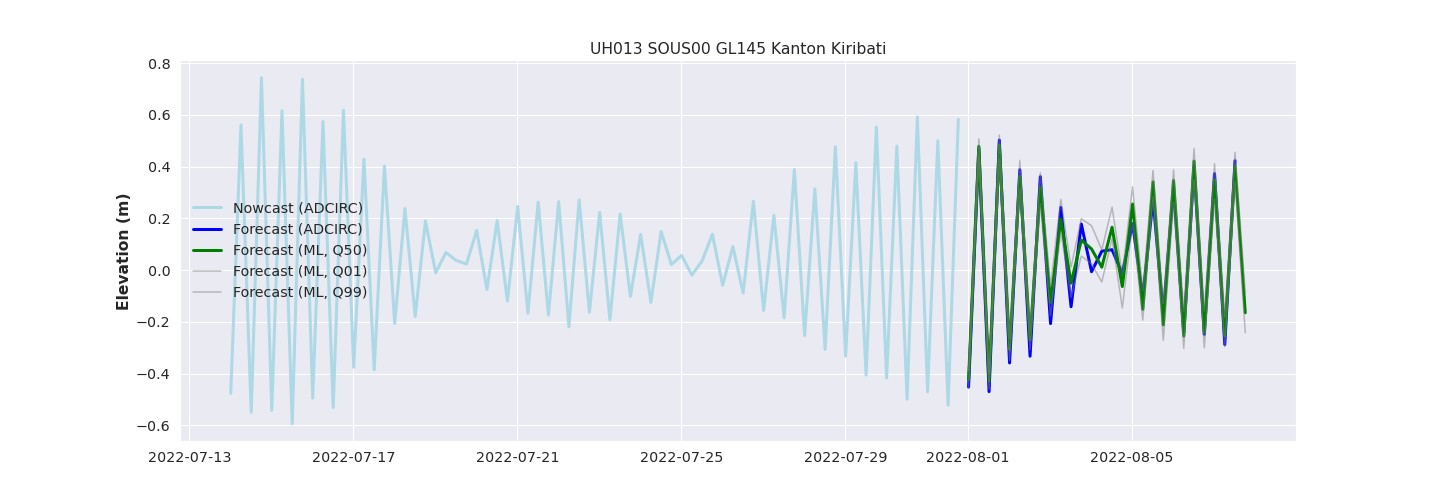 UH013 SOUS00 GL145 Kanton Kiribati
Elevation (m)
0.8
0.6
0.4
0.2
0.0
−0.2
−0.4
−0.6
Nowcast (ADCIRC)
Forecast (ADCIRC)
Forecast (ML, Q50)
Forecast (ML, Q01)
Forecast (ML, Q99)
2022-07-13
2022-07-17
2022-07-21
2022-07-25
2022-07-29
2022-08-01
2022-08-05